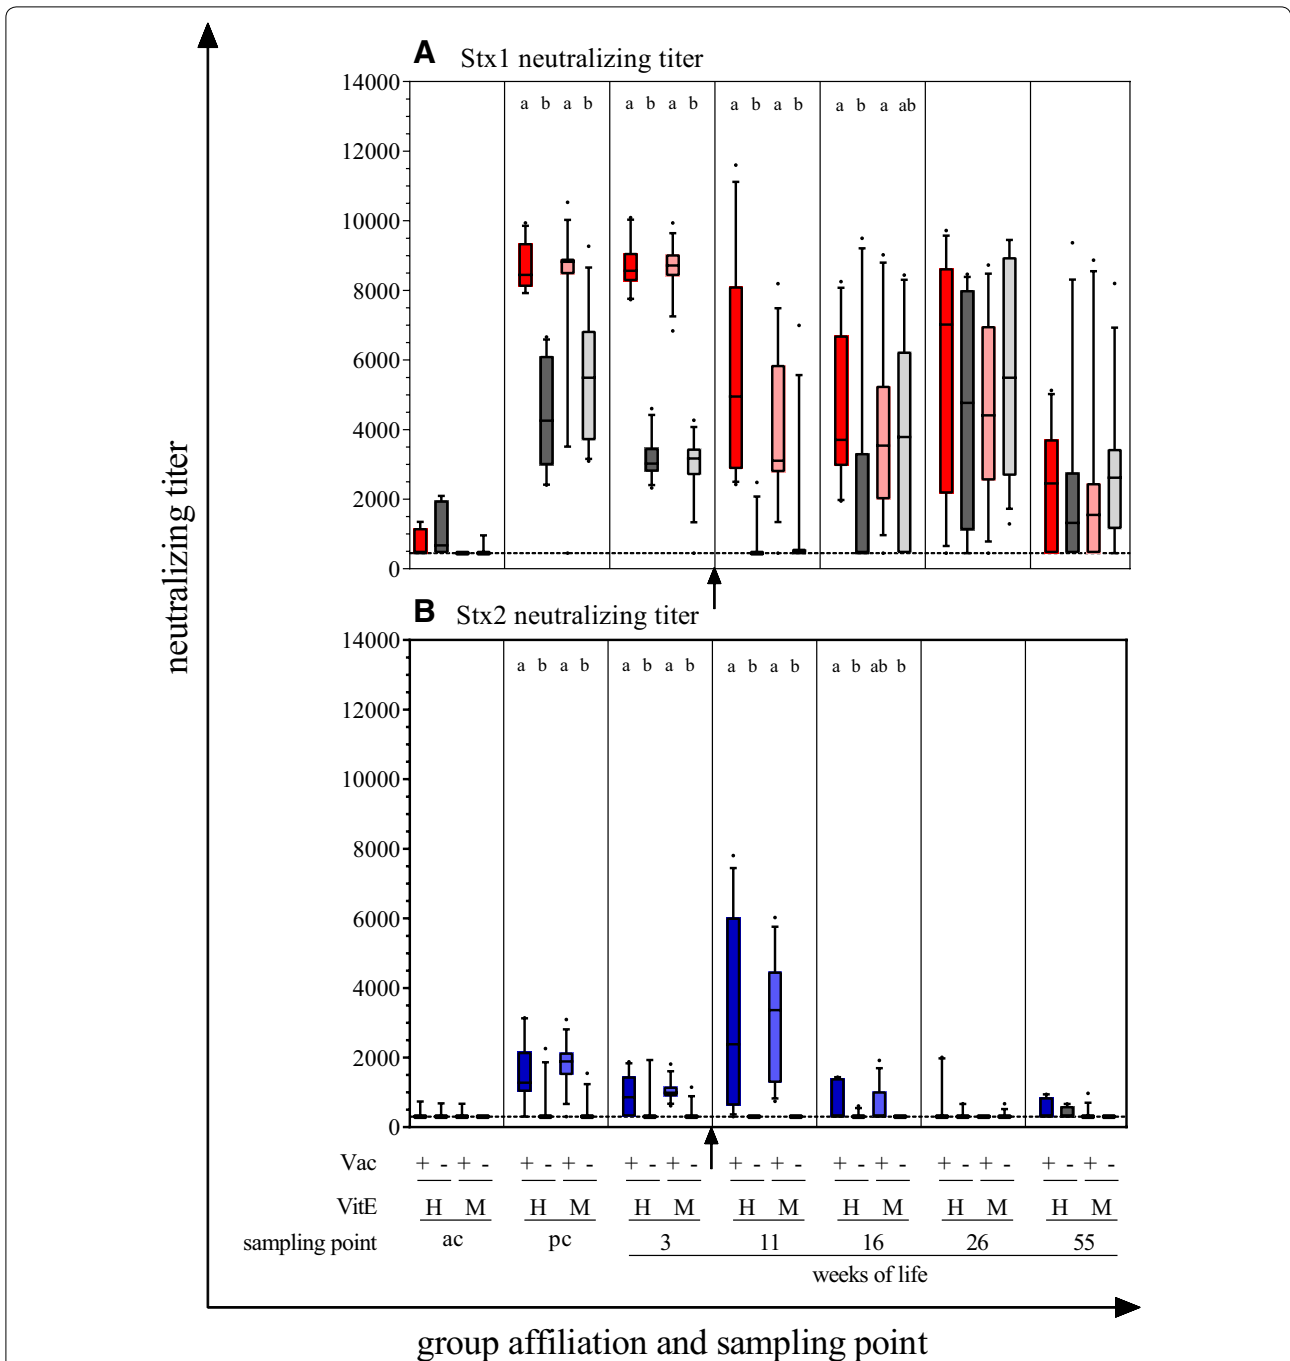 A Stx1 neutralizing titer
14000
a b a b a b a b a b a b a b a ab
12000
10000
8000
6000
4000
2000
0
neutralizing titer
B Stx2 neutralizing titer
14000
a b a b a b a b a b a b a b ab b
12000
10000
8000
6000
4000
2000
0
Vac + - + - + - + - + - + - + - + - + - + - + - + - + - + -
VitE H M H M H M H M H M H M H M
sampling point ac pc 3 11 16 26 55
weeks of life
group affiliation and sampling point